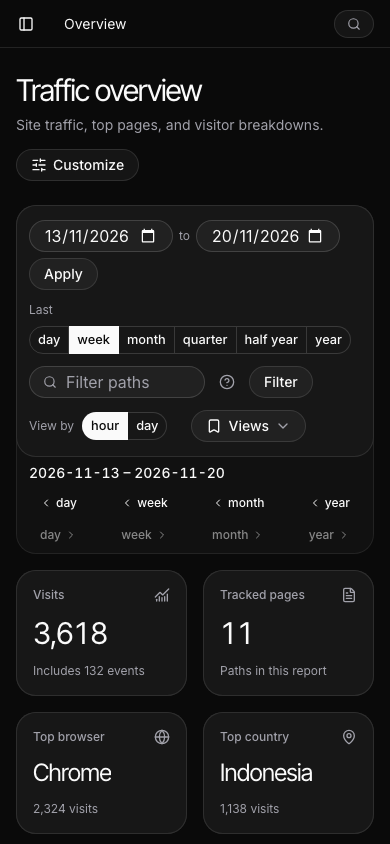 Overview
Traffic overview
Site traffic, top pages, and visitor breakdowns.
Customize
13/11/2026 to 20/11/2026
Apply
Last
day week month quarter half year year
Filter paths Filter
View by hour day Views
2026-11-13 – 2026-11-20
day week month year
day week month year
Visits
3,618
Includes 132 events
Tracked pages
11
Paths in this report
Top browser
Chrome
2,324 visits
Top country
Indonesia
1,138 visits